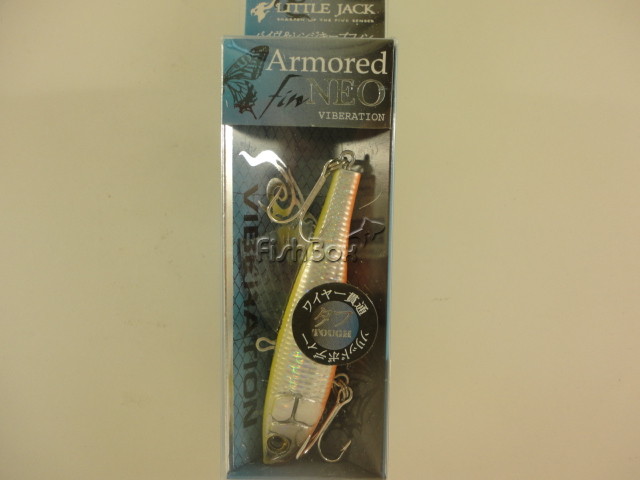 LITTLE JACK
Armored
fin NEO
VIBERATION
VIBERATION
FishBox
ワイヤー貫通
TOUGH
ソリッドボディー